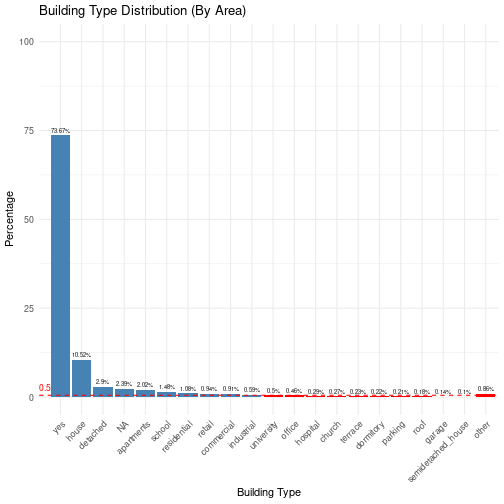 Building Type Distribution (By Area)
100
75
50
25
0
0.5
73.67%
10.52%
2.9%
2.39%
2.02%
1.48%
1.08%
0.94%
0.91%
0.59%
0.5%
0.46%
0.29%
0.27%
0.23%
0.22%
0.21%
0.18%
0.14%
0.1%
0.86%
Percentage
yes
house
detached
NA
apartments
school
residential
retail
commercial
industrial
university
office
hospital
church
terrace
dormitory
parking
roof
garage
semidetached_house
other
Building Type